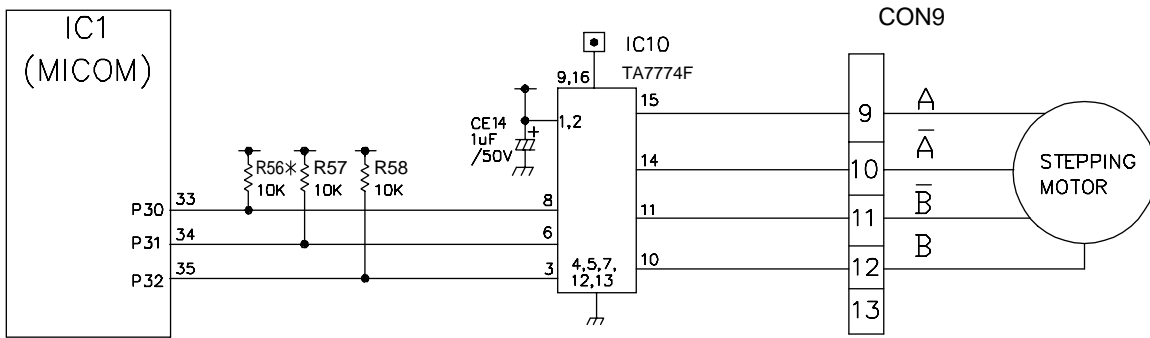 IC1
(MICOM)
P30
P31
P32
33
34
35
R56*
10K
R57
10K
R58
10K
CE14
1uF
/50V
+
9,16
IC10
TA7774F
1,2
8
6
3
4,5,7,
12,13
15
14
11
10
CON9
9
10
11
12
13
A
A̅
B̅
B
STEPPING
MOTOR